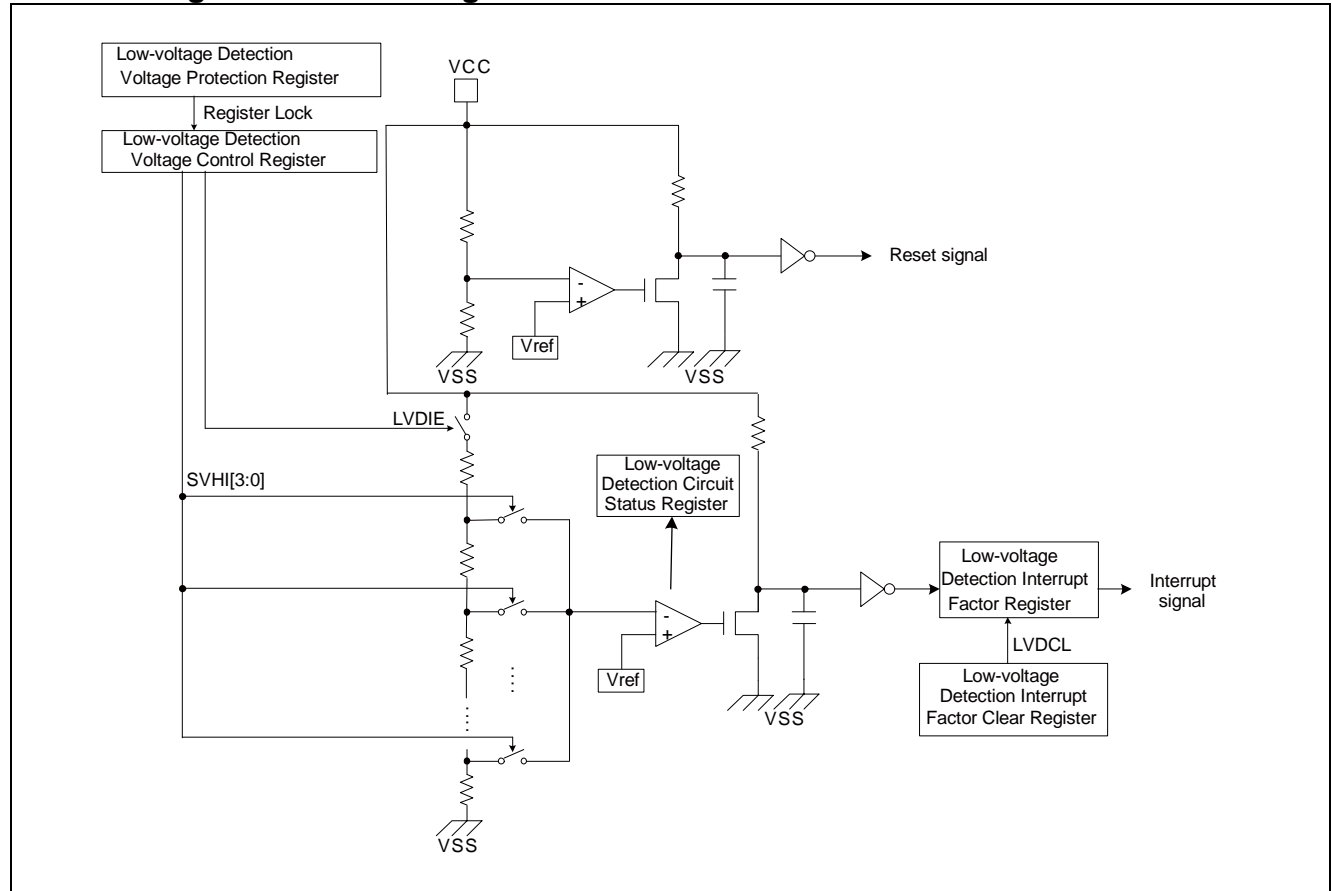 Low-voltage Detection
Voltage Protection Register
VCC
Register Lock
Low-voltage Detection
Voltage Control Register
Reset signal
-
+
Vref
VSS
VSS
LVDIE
SVHI[3:0]
Low-voltage
Detection Circuit
Status Register
Low-voltage
Detection Interrupt
Factor Register
Interrupt
signal
-
+
Vref
LVDCL
VSS
Low-voltage
Detection Interrupt
Factor Clear Register
VSS